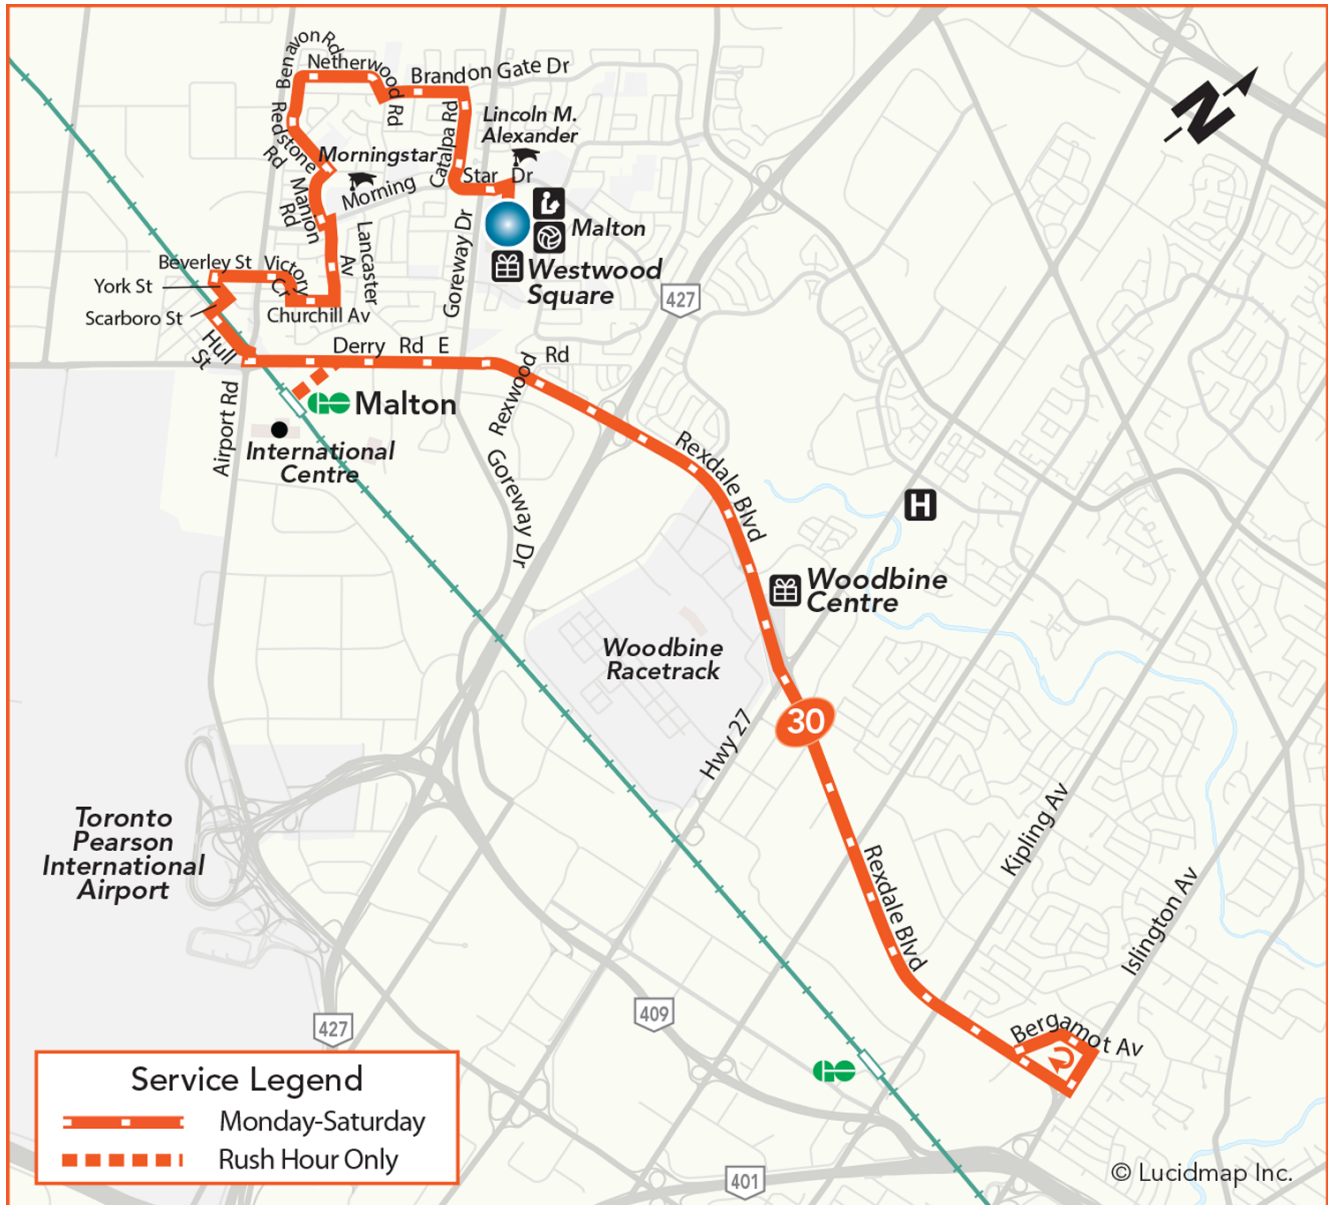 Benavon Rd
Netherwood Rd
Brandon Gate Dr
Catalpa Rd
Lincoln M.
Alexander
Redstone
Rd
Morningstar
Morning
Star Dr
Manion
Rd
Lancaster
Av
Goreway Dr
Malton
Westwood
Square
N
427
Beverley St
Victory
Cr
York St
Scarboro St
Churchill Av
Hull
St
Derry Rd E
Rexwood
Rd
Airport Rd
GO Malton
International
Centre
Goreway Dr
Rexdale Blvd
H
Woodbine
Centre
Woodbine
Racetrack
Hwy 27
30
Toronto
Pearson
International
Airport
Kipling Av
Rexdale Blvd
Islington Av
427
409
Bergamot Av
GO
Service Legend
Monday-Saturday
Rush Hour Only
401
© Lucidmap Inc.